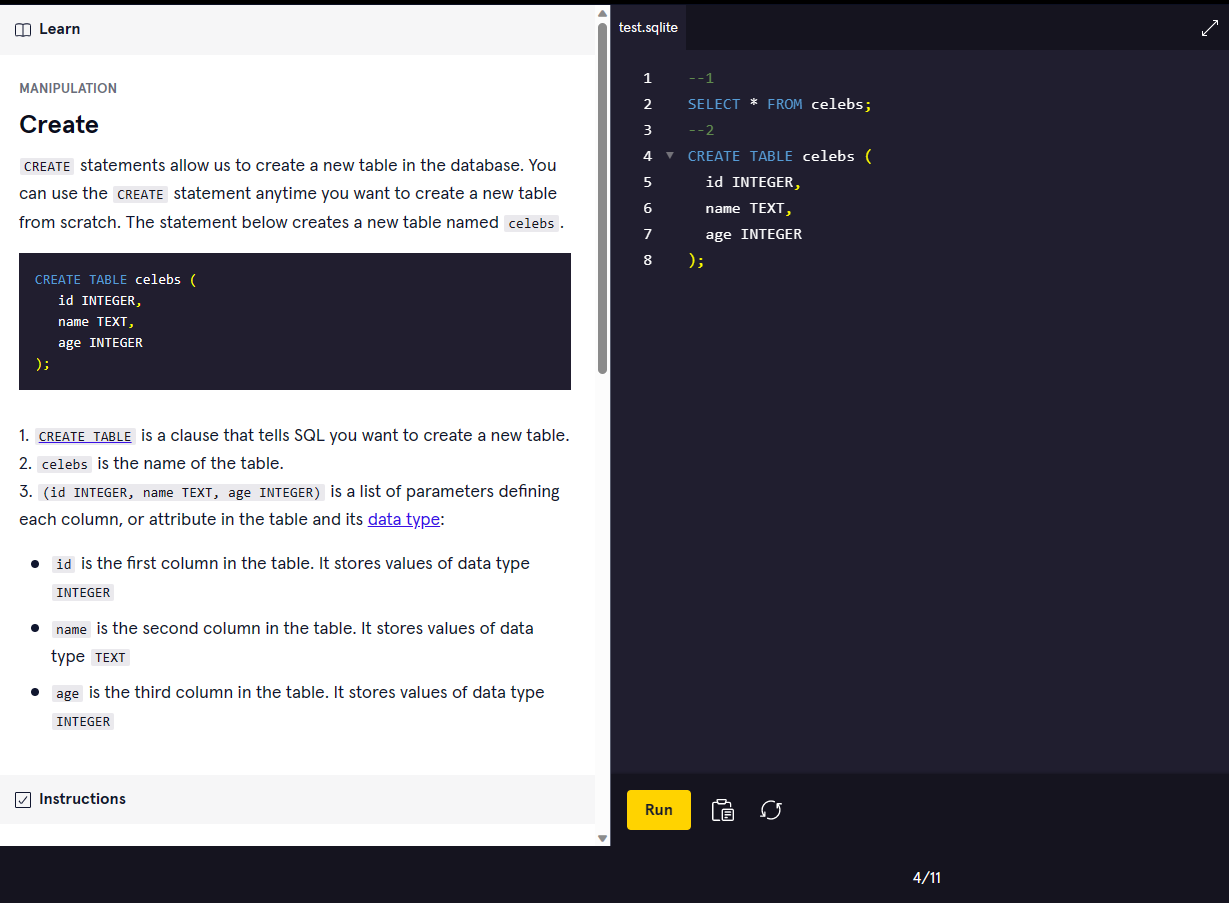 Learn
MANIPULATION
Create
CREATE statements allow us to create a new table in the database. You
can use the CREATE statement anytime you want to create a new table
from scratch. The statement below creates a new table named celebs.
CREATE TABLE celebs (
id INTEGER,
name TEXT,
age INTEGER
);
1. CREATE TABLE is a clause that tells SQL you want to create a new table.
2. celebs is the name of the table.
3. (id INTEGER, name TEXT, age INTEGER) is a list of parameters defining
each column, or attribute in the table and its data type:
• id is the first column in the table. It stores values of data type
INTEGER
• name is the second column in the table. It stores values of data
type TEXT
• age is the third column in the table. It stores values of data type
INTEGER
Instructions
test.sqlite
1 --1
2 SELECT * FROM celebs;
3 --2
4 CREATE TABLE celebs (
5 id INTEGER,
6 name TEXT,
7 age INTEGER
8 );
Run
4/11